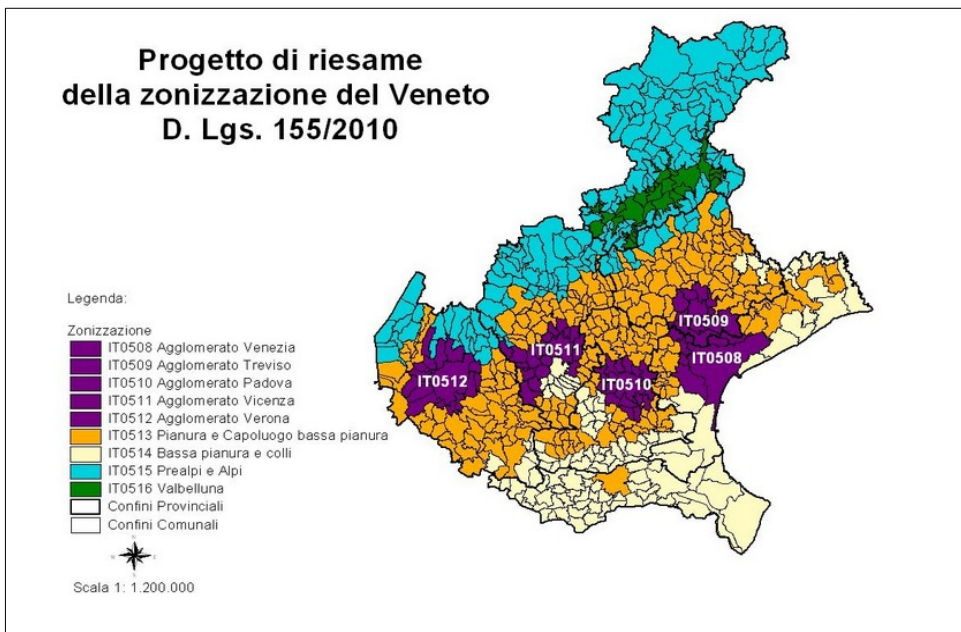 Progetto di riesame
della zonizzazione del Veneto
D. Lgs. 155/2010
Legenda:
Zonizzazione
IT0508 Agglomerato Venezia
IT0509 Agglomerato Treviso
IT0510 Agglomerato Padova
IT0511 Agglomerato Vicenza
IT0512 Agglomerato Verona
IT0513 Pianura e Capoluogo bassa pianura
IT0514 Bassa pianura e colli
IT0515 Prealpi e Alpi
IT0516 Valbelluna
Confini Provinciali
Confini Comunali
Scala 1: 1.200.000
IT0509
IT0511
IT0508
IT0512
IT0510